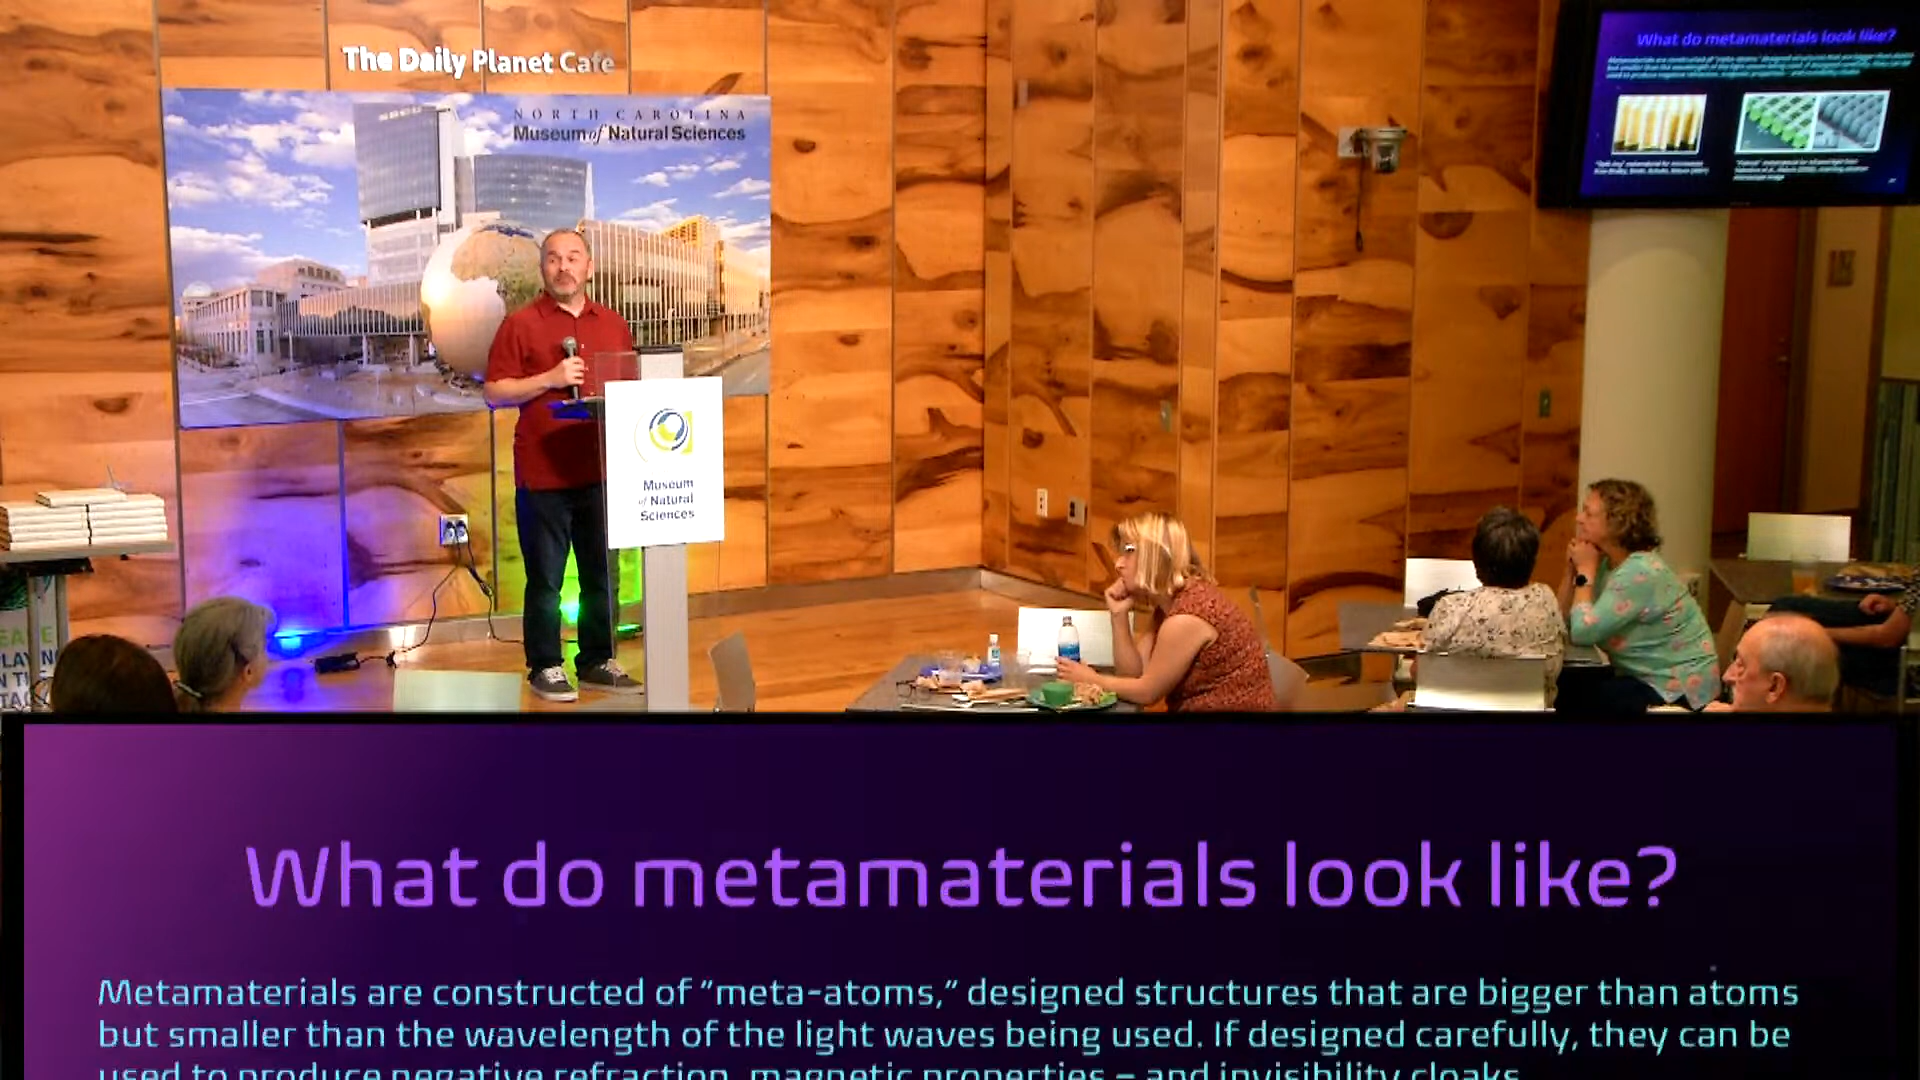 The Daily Planet Café
NORTH CAROLINA
Museum of Natural Sciences
What do metamaterials look like?
Museum
of Natural
Sciences
What do metamaterials look like?
Metamaterials are constructed of “meta-atoms,” designed structures that are bigger than atoms
but smaller than the wavelength of the light waves being used. If designed carefully, they can be
used to produce negative refraction, magnetic properties – and invisibility cloaks